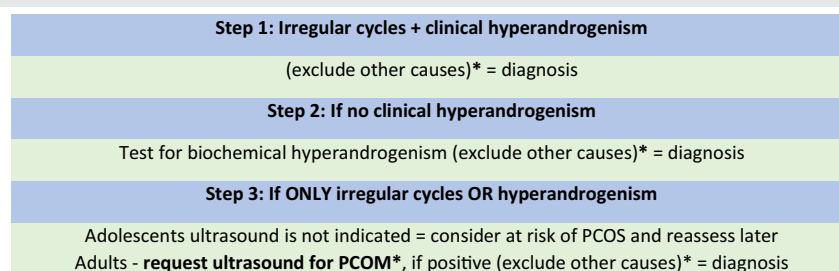 Step 1: Irregular cycles + clinical hyperandrogenism
(exclude other causes)* = diagnosis
Step 2: If no clinical hyperandrogenism
Test for biochemical hyperandrogenism (exclude other causes)* = diagnosis
Step 3: If ONLY irregular cycles OR hyperandrogenism
Adolescents ultrasound is not indicated = consider at risk of PCOS and reassess later
Adults - request ultrasound for PCOM*, if positive (exclude other causes)* = diagnosis